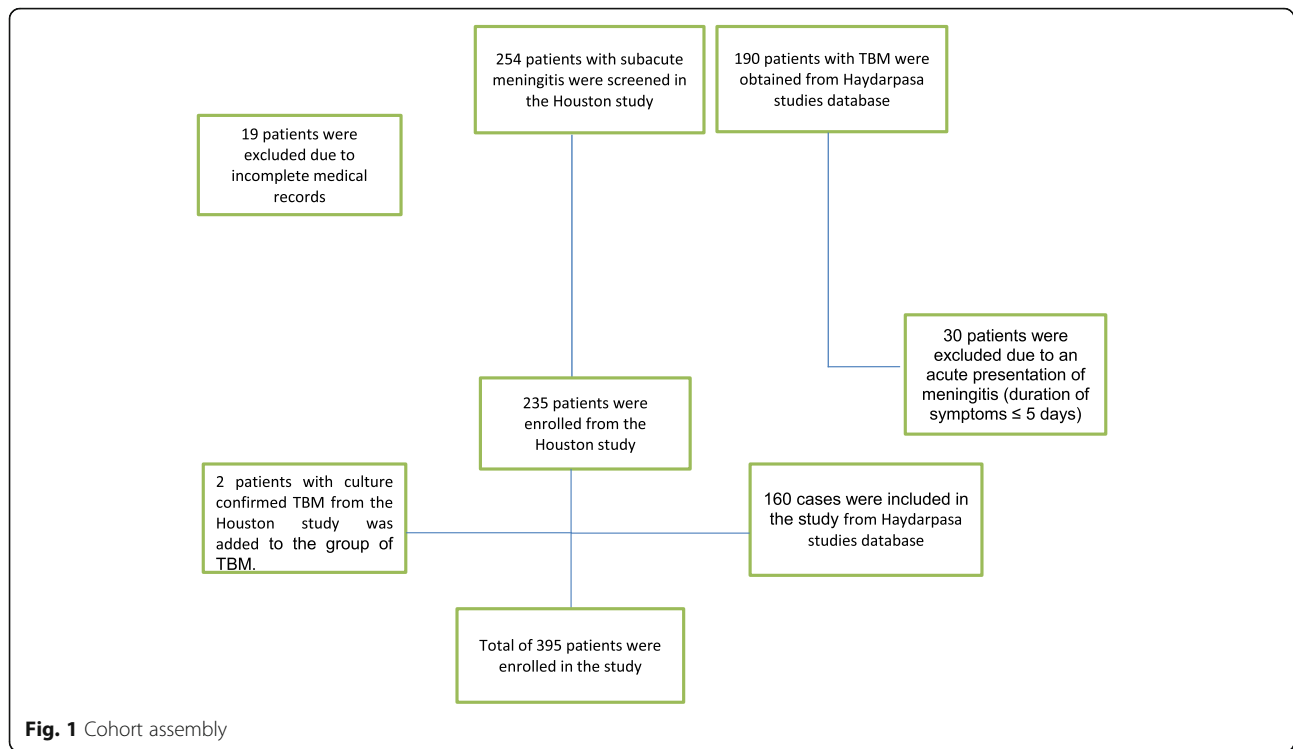 254 patients with subacute
meningitis were screened in
the Houston study
190 patients with TBM were
obtained from Haydarpasa
studies database
19 patients were
excluded due to
incomplete medical
records
30 patients were
excluded due to an
acute presentation of
meningitis (duration of
symptoms ≤ 5 days)
235 patients were
enrolled from the
Houston study
2 patients with culture
confirmed TBM from the
Houston study was
added to the group of
TBM.
160 cases were included in
the study from Haydarpasa
studies database
Total of 395 patients were
enrolled in the study
Fig. 1 Cohort assembly